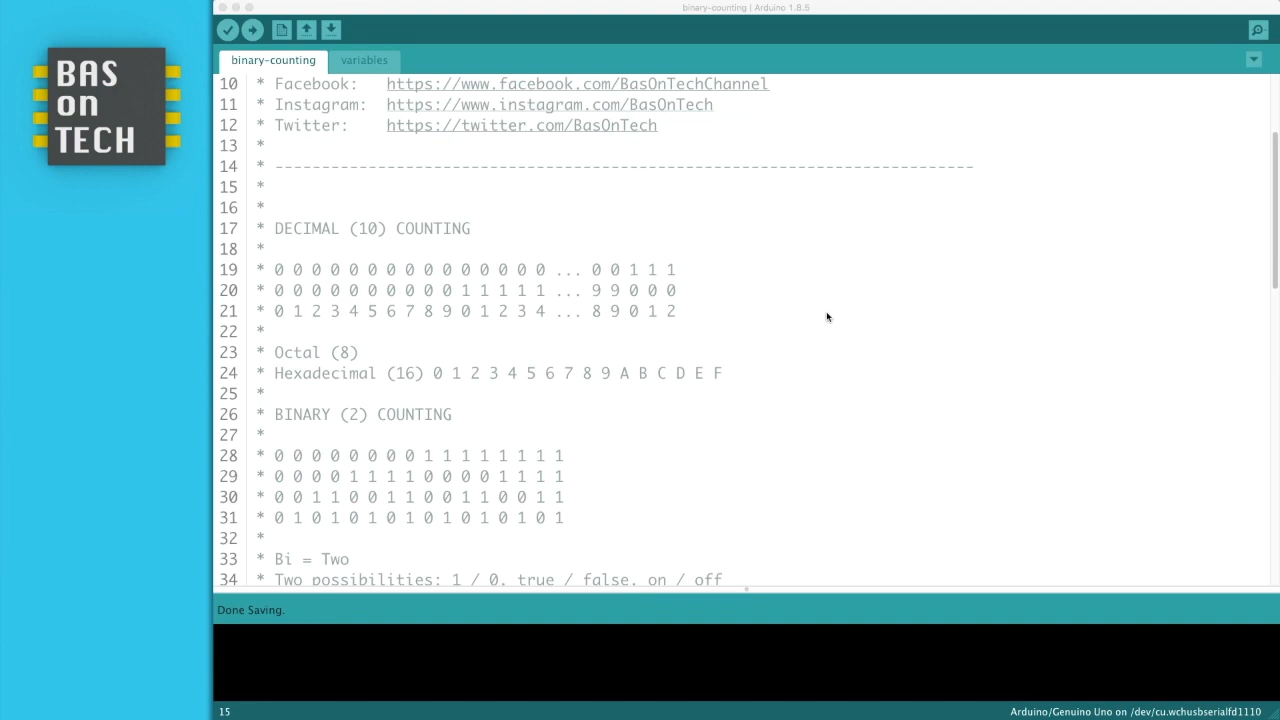 binary-counting | Arduino 1.8.5
BAS
on
TECH
binary-counting variables
10 * Facebook: https://www.facebook.com/BasOnTechChannel
11 * Instagram: https://www.instagram.com/BasOnTech
12 * Twitter: https://twitter.com/BasOnTech
13 *
14 * ---------------------------------------------------------------------------
15 *
16 *
17 * DECIMAL (10) COUNTING
18 *
19 * 0 0 0 0 0 0 0 0 0 0 0 0 0 0 0 ... 0 0 1 1 1
20 * 0 0 0 0 0 0 0 0 0 0 1 1 1 1 1 ... 9 9 0 0 0
21 * 0 1 2 3 4 5 6 7 8 9 0 1 2 3 4 ... 8 9 0 1 2
22 *
23 * Octal (8)
24 * Hexadecimal (16) 0 1 2 3 4 5 6 7 8 9 A B C D E F
25 *
26 * BINARY (2) COUNTING
27 *
28 * 0 0 0 0 0 0 0 0 1 1 1 1 1 1 1 1
29 * 0 0 0 0 1 1 1 1 0 0 0 0 1 1 1 1
30 * 0 0 1 1 0 0 1 1 0 0 1 1 0 0 1 1
31 * 0 1 0 1 0 1 0 1 0 1 0 1 0 1 0 1
32 *
33 * Bi = Two
34 * Two possibilities: 1 / 0, true / false, on / off
Done Saving.
15 Arduino/Genuino Uno on /dev/cu.wchusbserialfd1110